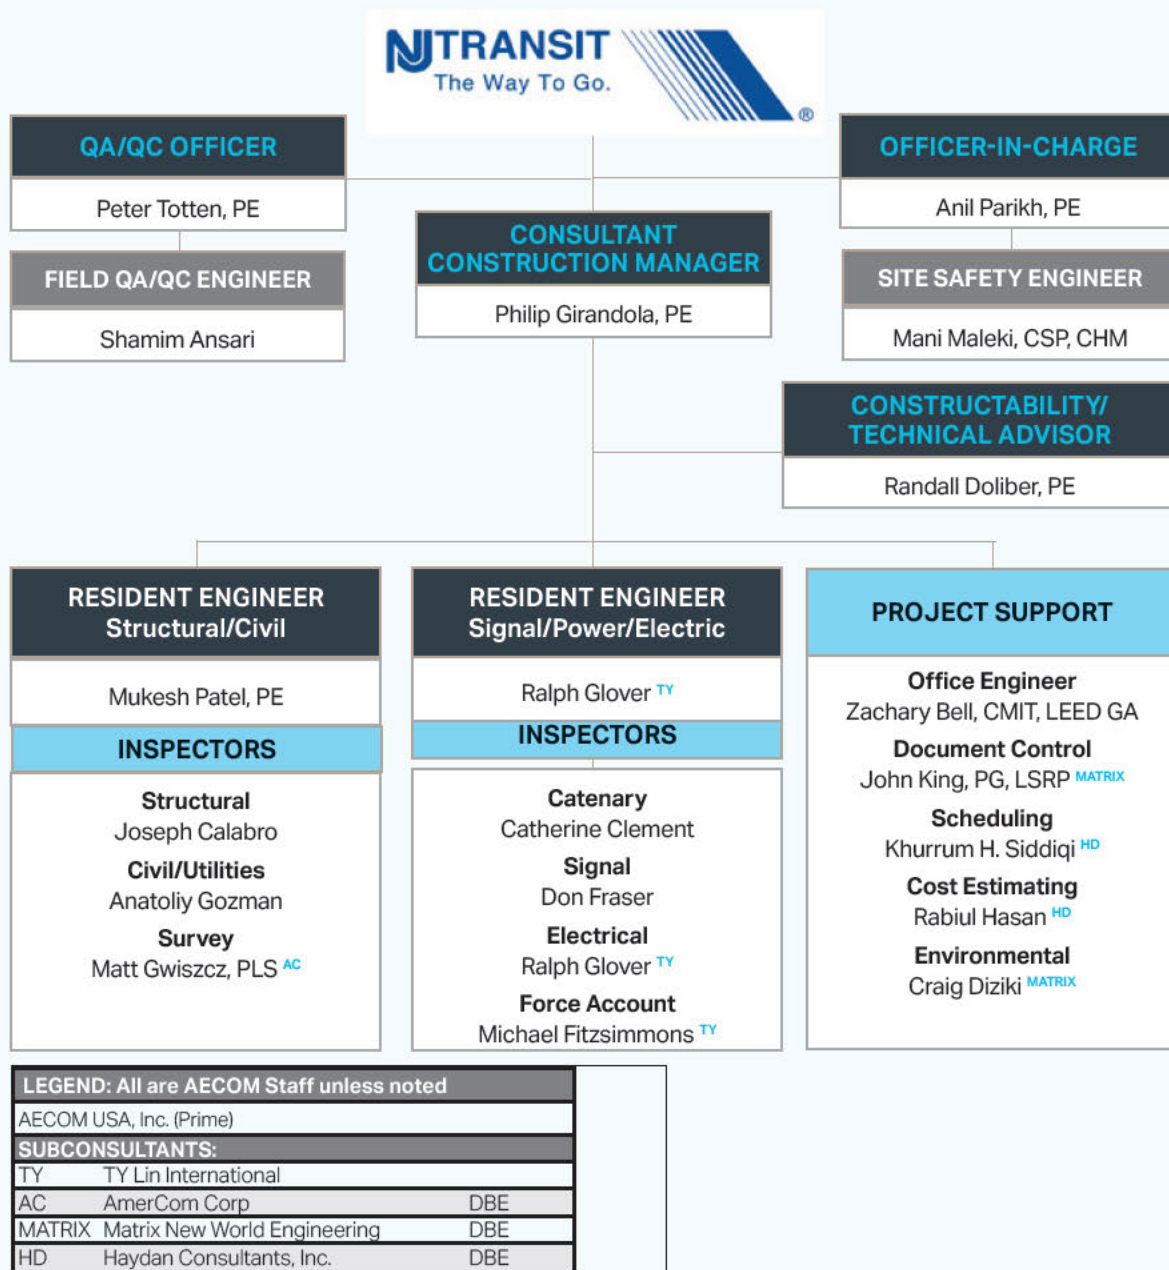 NJTRANSIT
The Way To Go.
®
QA/QC OFFICER
Peter Totten, PE
FIELD QA/QC ENGINEER
Shamim Ansari
CONSULTANT
CONSTRUCTION MANAGER
Philip Girandola, PE
OFFICER-IN-CHARGE
Anil Parikh, PE
SITE SAFETY ENGINEER
Mani Maleki, CSP, CHM
CONSTRUCTABILITY/
TECHNICAL ADVISOR
Randall Doliber, PE
RESIDENT ENGINEER
Structural/Civil
Mukesh Patel, PE
INSPECTORS
Structural
Joseph Calabro
Civil/Utilities
Anatoliy Gozman
Survey
Matt Gwiszcz, PLS AC
RESIDENT ENGINEER
Signal/Power/Electric
Ralph Glover TY
INSPECTORS
Catenary
Catherine Clement
Signal
Don Fraser
Electrical
Ralph Glover TY
Force Account
Michael Fitzsimmons TY
PROJECT SUPPORT
Office Engineer
Zachary Bell, CMIT, LEED GA
Document Control
John King, PG, LSRP MATRIX
Scheduling
Khurrum H. Siddiqi HD
Cost Estimating
Rabiul Hasan HD
Environmental
Craig Diziki MATRIX
LEGEND: All are AECOM Staff unless noted
AECOM USA, Inc. (Prime)
SUBCONSULTANTS:
TY TY Lin International
AC AmerCom Corp DBE
MATRIX Matrix New World Engineering DBE
HD Haydan Consultants, Inc. DBE